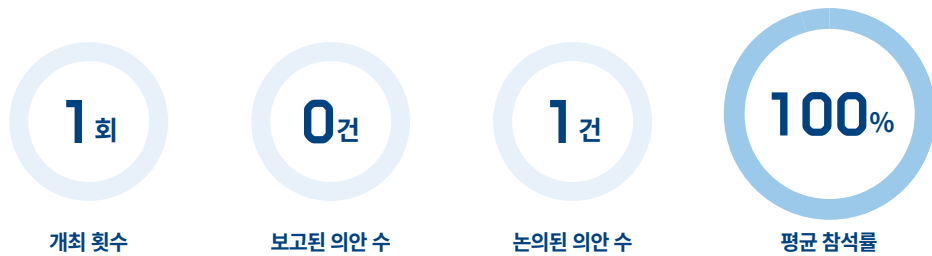 1 회
0건
1 건
100%
개최 횟수
보고된 의안 수
논의된 의안 수
평균 참석률